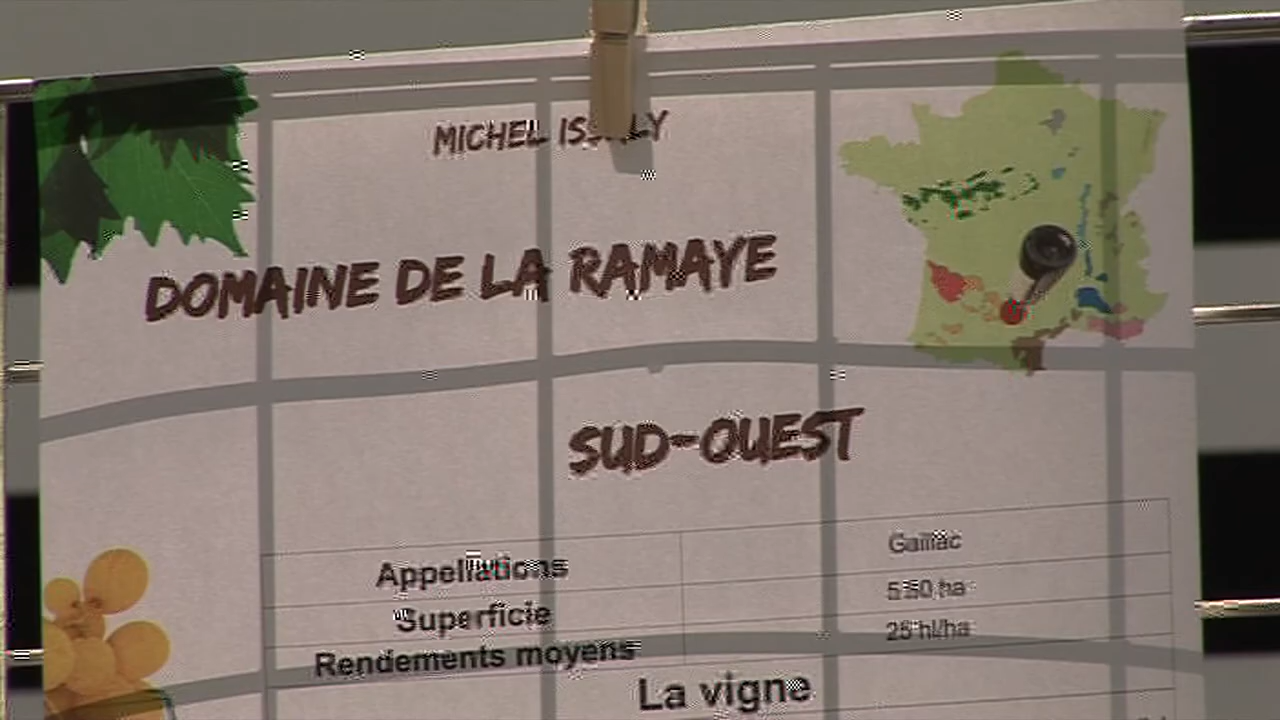 MICHEL
DOMAINE DE LA RAMAYE
SUD-OUEST
Appellations Gaillac
Superficie 5.50 ha
Rendements moyens 25 hl/ha
La vigne